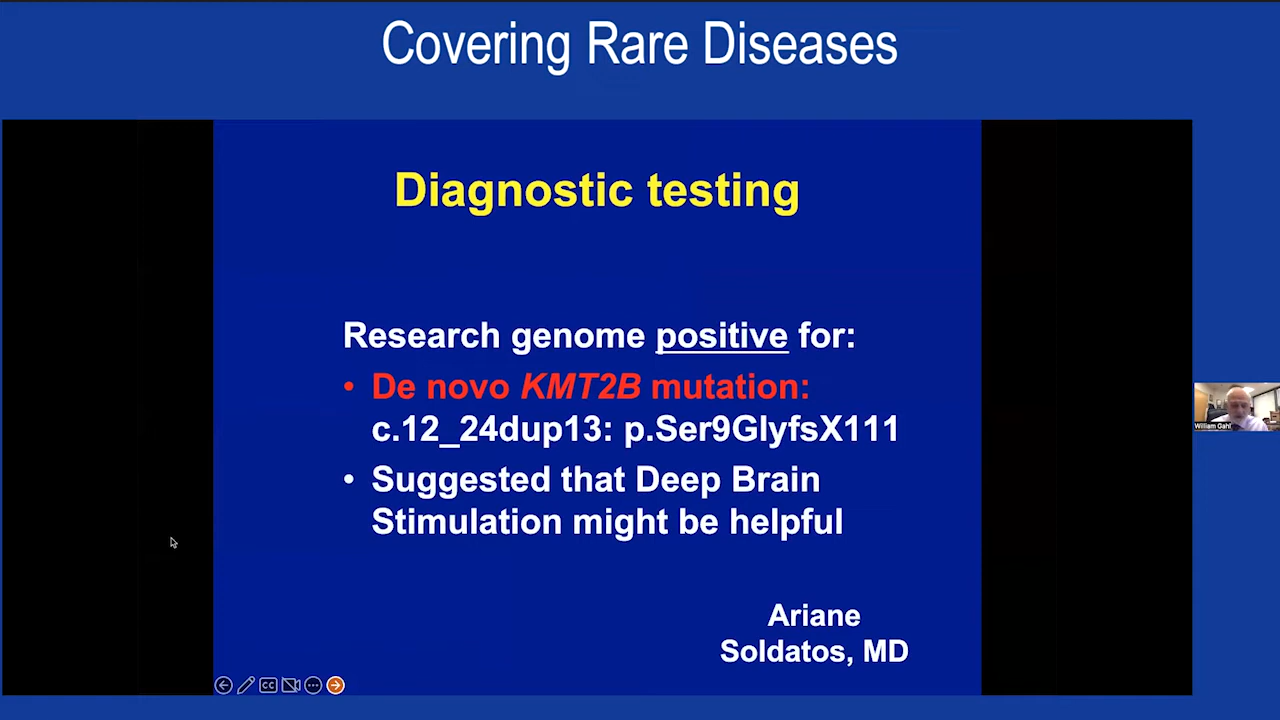 Covering Rare Diseases
Diagnostic testing
Research genome positive for:
• De novo KMT2B mutation:
c.12_24dup13: p.Ser9GlyfsX111
• Suggested that Deep Brain
Stimulation might be helpful
Ariane
Soldatos, MD
William Gahl
CC